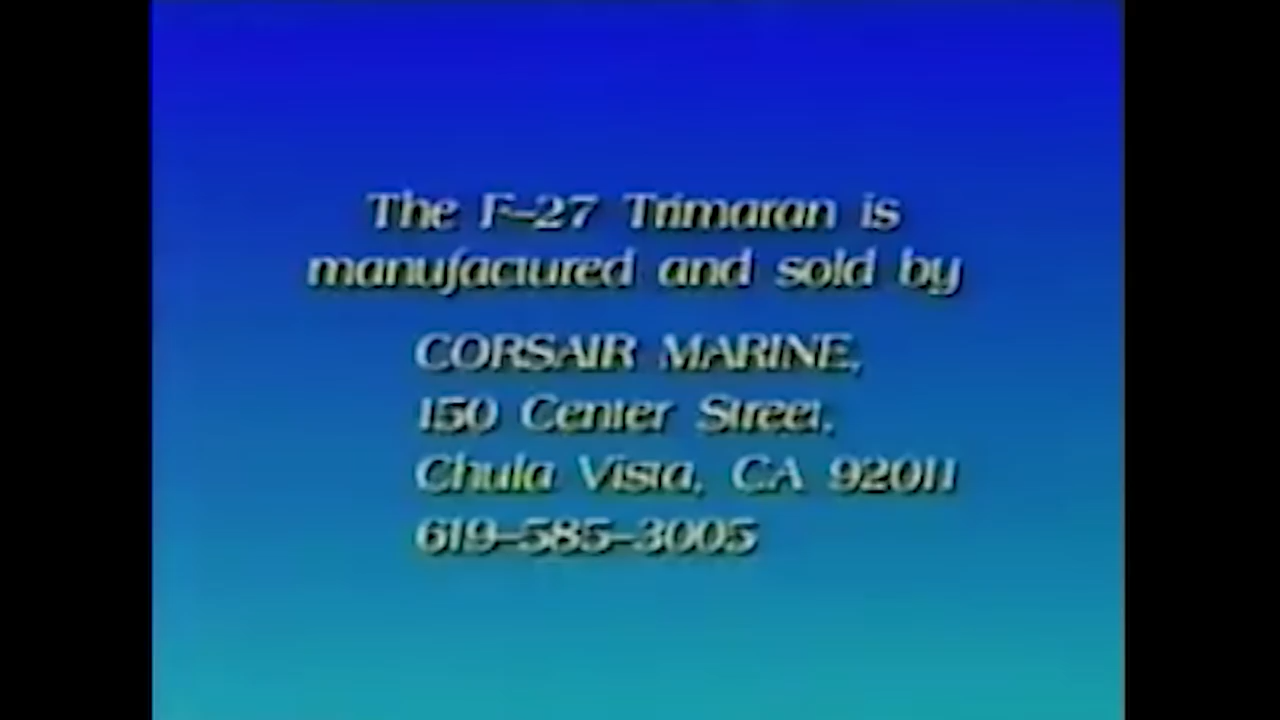 The F-27 Trimaran is
manufactured and sold by
CORSAIR MARINE,
150 Center Street,
Chula Vista, CA 92011
619-585-3005